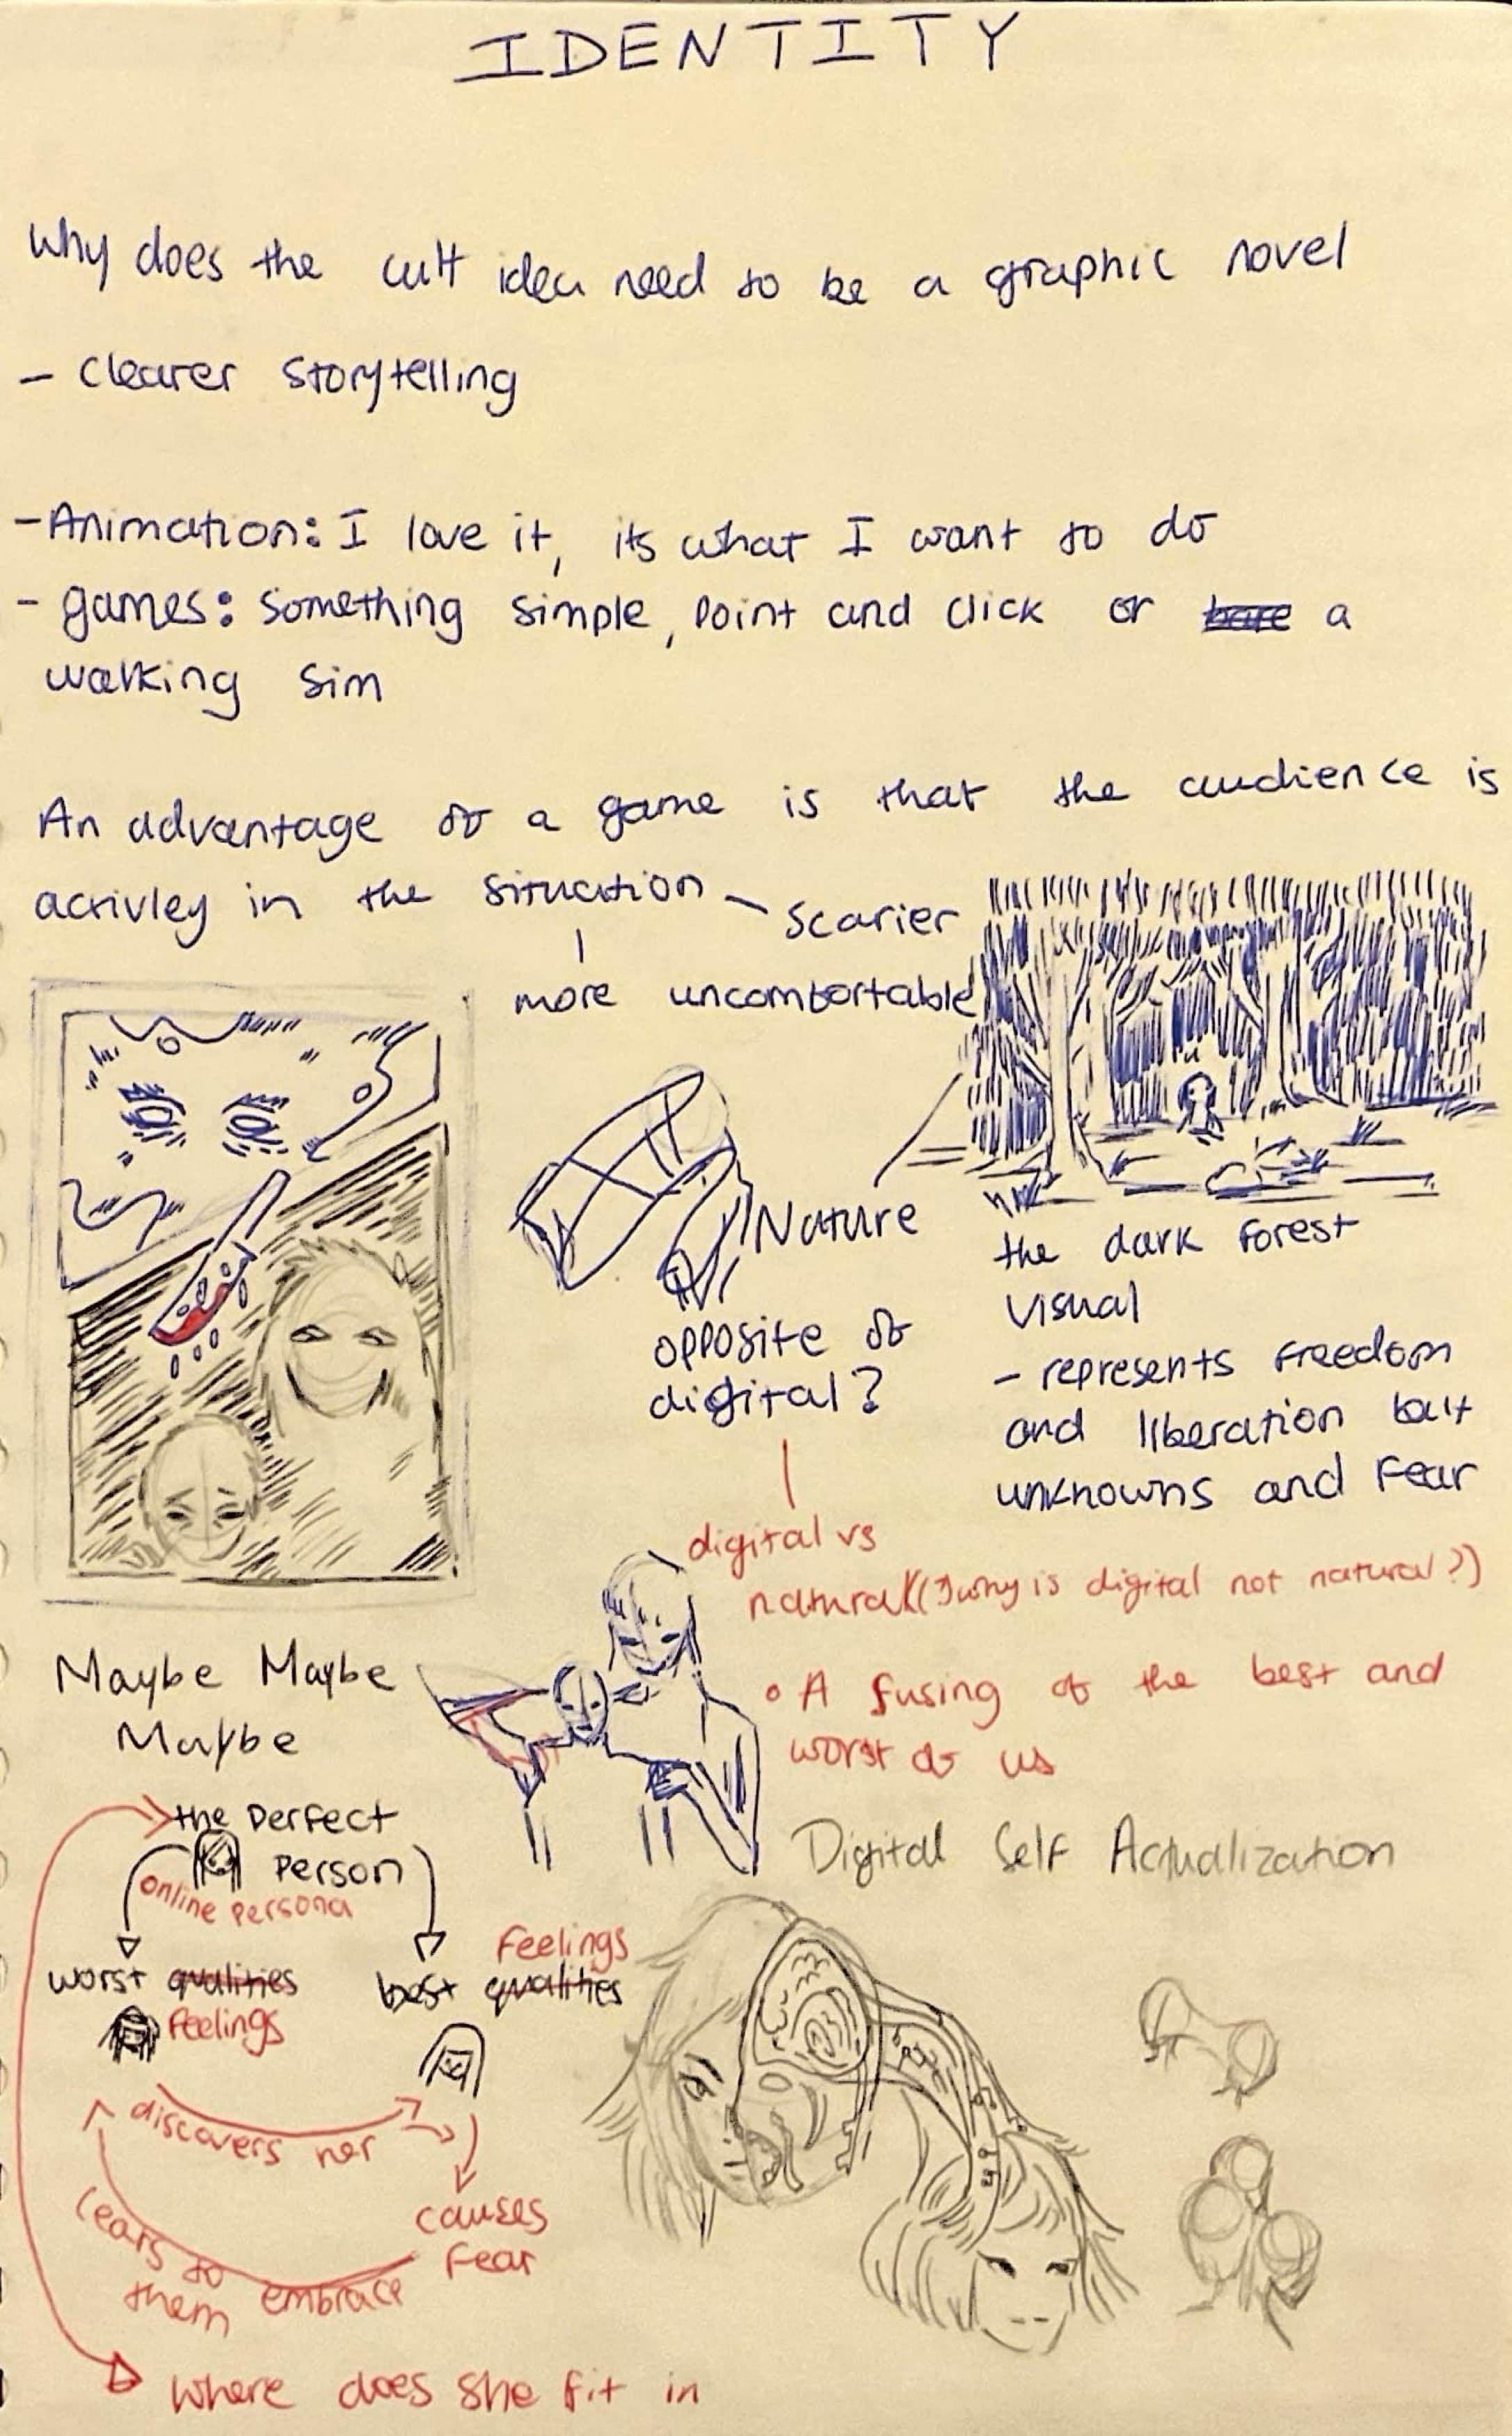 IDENTITY
why does the cult idea need to be a graphic novel
- Clearer storytelling
- Animation: I love it, its what I want to do
- games: something simple, point and click or bare a
walking sim
An advantage of a game is that the audience is
activley in the situation - scarier
more uncomfortable
Nature
opposite of
digital?
the dark forest
visual
- represents freedom
and liberation but
unknowns and fear
digital vs
natural (why is digital not natural?)
• A fusing of the best and
worst of us
Maybe Maybe
Maybe
the perfect
person
online persona
worst qualities
feelings
Feelings
best qualities
discovers her
causes
fear
embrace
them
where does she fit in
Digital Self Actualization